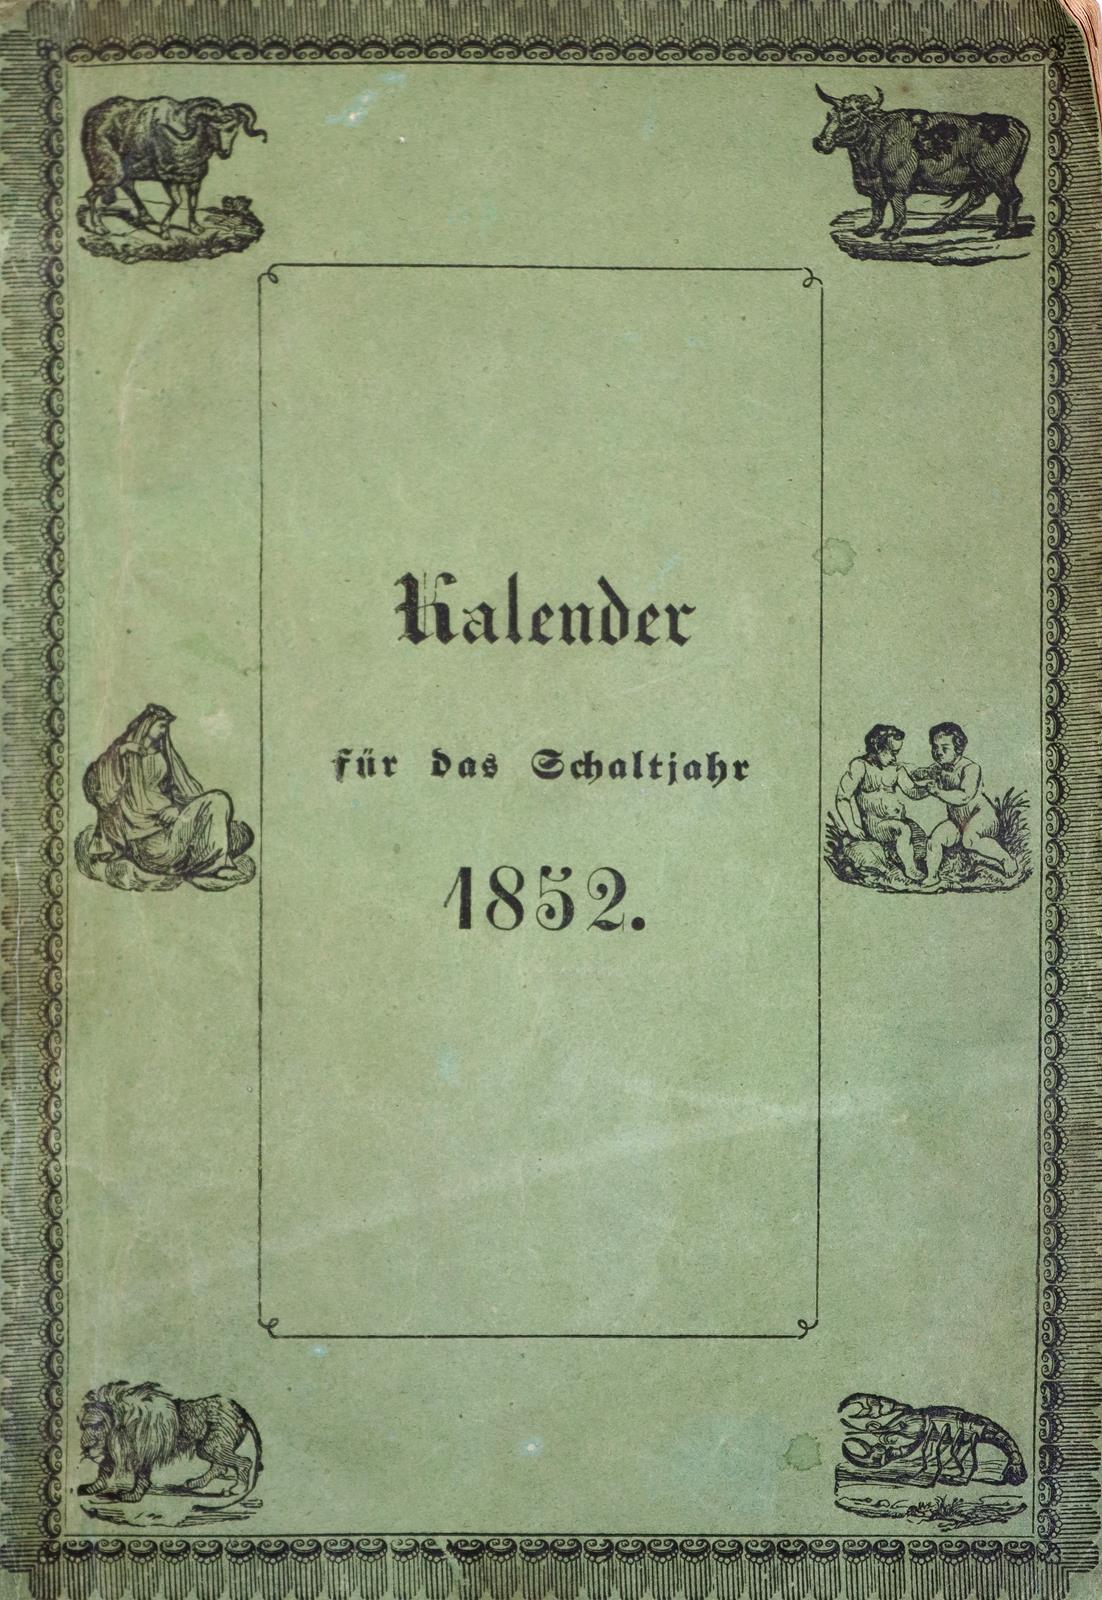 Kalender
für das Schaltjahr
1852.